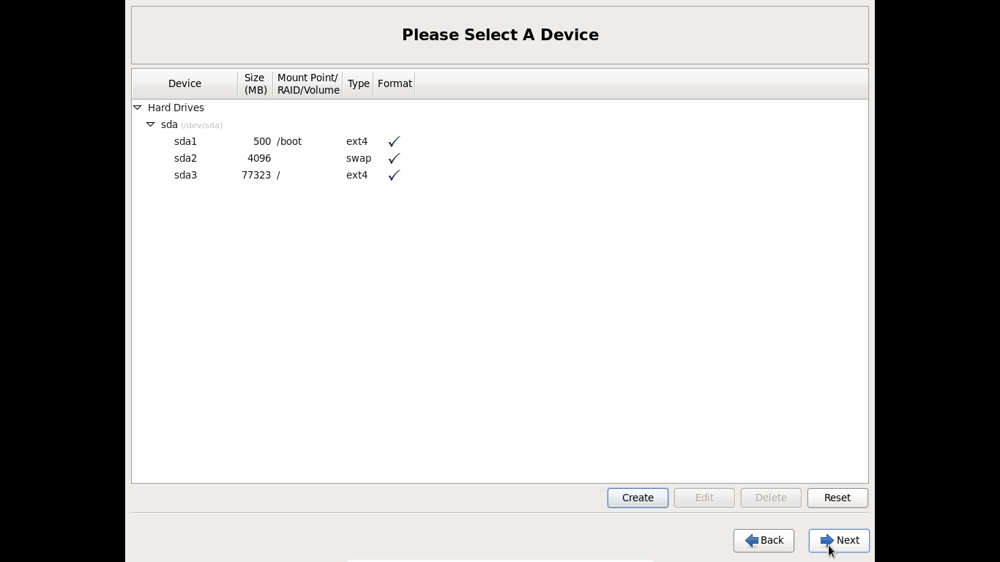 Please Select A Device
Device
Size (MB)
Mount Point/ RAID/Volume
Type
Format
Hard Drives
sda (/dev/sda)
sda1 500 /boot ext4
sda2 4096 swap
sda3 77323 / ext4
Create
Edit
Delete
Reset
Back
Next